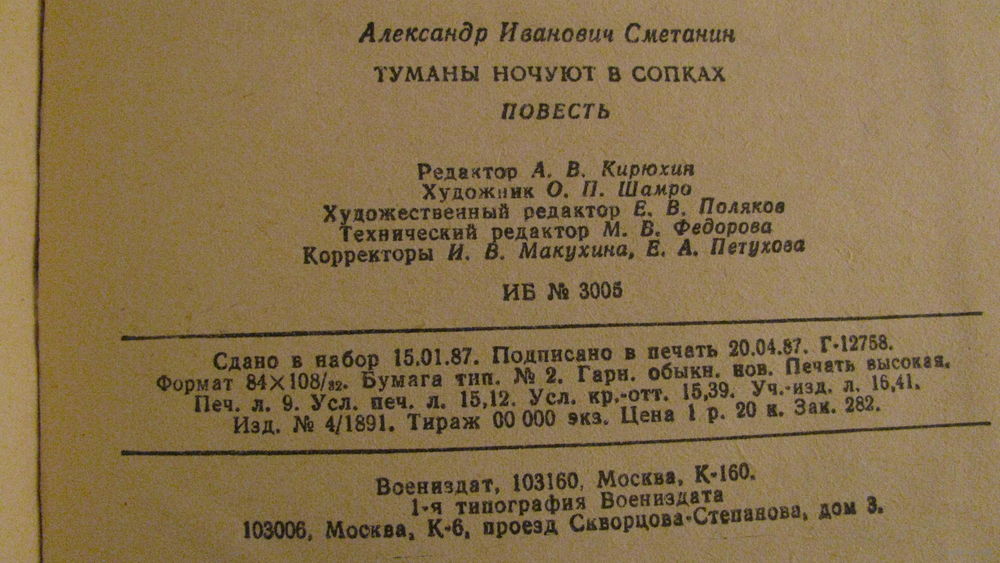 Александр Иванович Сметанин
ТУМАНЫ НОЧУЮТ В СОПКАХ
ПОВЕСТЬ
Редактор А. В. Кирюхин
Художник О. П. Шамро
Художественный редактор Е. В. Поляков
Технический редактор М. В. Федорова
Корректоры И. В. Макухина, Е. А. Петухова
ИБ № 3005
Сдано в набор 15.01.87. Подписано в печать 20.04.87. Г-12758.
Формат 84×108/32. Бумага тип. № 2. Гарн. обыкн. нов. Печать высокая.
Печ. л. 9. Усл. печ. л. 15,12. Усл. кр.-отт. 15,39. Уч.-изд. л. 16,41.
Изд. № 4/1891. Тираж 00 000 экз. Цена 1 р. 20 к. Зак. 282.
Воениздат, 103160, Москва, К-160.
1-я типография Воениздата
103006, Москва, К-6, проезд Скворцова-Степанова, дом 3.